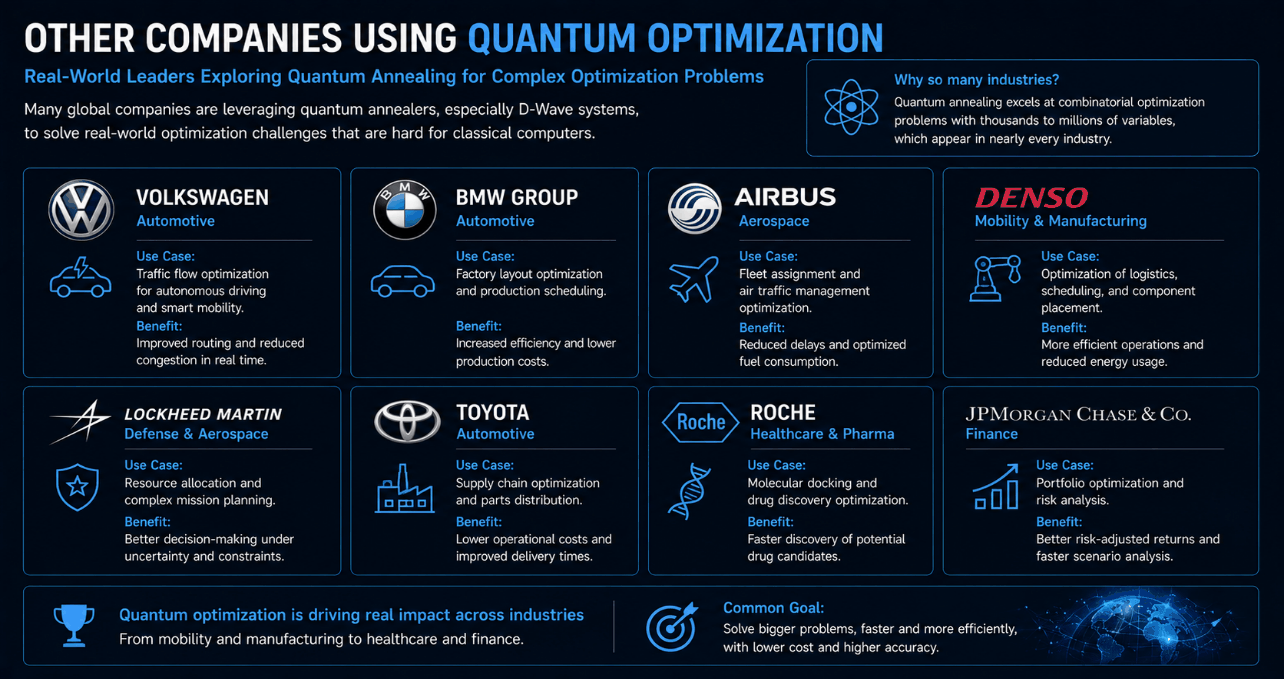 OTHER COMPANIES USING QUANTUM OPTIMIZATION
Real-World Leaders Exploring Quantum Annealing for Complex Optimization Problems
Many global companies are leveraging quantum annealers, especially D-Wave systems,
to solve real-world optimization challenges that are hard for classical computers.
Why so many industries?
Quantum annealing excels at combinatorial optimization
problems with thousands to millions of variables,
which appear in nearly every industry.
VOLKSWAGEN
Automotive
Use Case:
Traffic flow optimization
for autonomous driving
and smart mobility.
Benefit:
Improved routing and reduced
congestion in real time.
BMW
BMW GROUP
Automotive
Use Case:
Factory layout optimization
and production scheduling.
Benefit:
Increased efficiency and lower
production costs.
AIRBUS
Aerospace
Use Case:
Fleet assignment and
air traffic management
optimization.
Benefit:
Reduced delays and optimized
fuel consumption.
DENSO
Mobility & Manufacturing
Use Case:
Optimization of logistics,
scheduling, and component
placement.
Benefit:
More efficient operations and
reduced energy usage.
LOCKHEED MARTIN
Defense & Aerospace
Use Case:
Resource allocation and
complex mission planning.
Benefit:
Better decision-making under
uncertainty and constraints.
TOYOTA
Automotive
Use Case:
Supply chain optimization
and parts distribution.
Benefit:
Lower operational costs and
improved delivery times.
Roche
ROCHE
Healthcare & Pharma
Use Case:
Molecular docking and
drug discovery optimization.
Benefit:
Faster discovery of potential
drug candidates.
JPMORGAN CHASE & CO.
Finance
Use Case:
Portfolio optimization and
risk analysis.
Benefit:
Better risk-adjusted returns and
faster scenario analysis.
Quantum optimization is driving real impact across industries
From mobility and manufacturing to healthcare and finance.
Common Goal:
Solve bigger problems, faster and more efficiently,
with lower cost and higher accuracy.